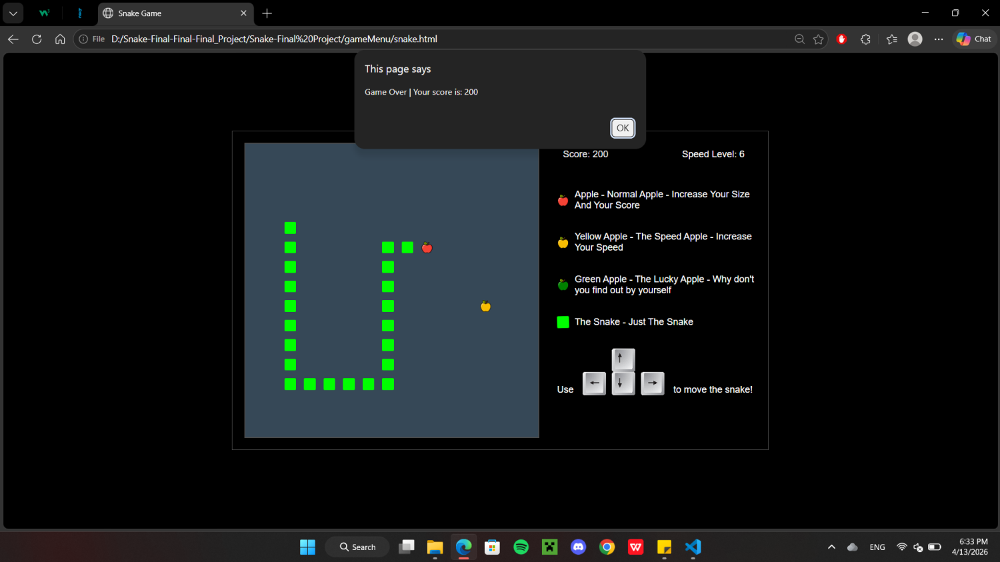 Snake Game
File D:/Snake-Final-Final-Final_Project/Snake-Final%20Project/gameMenu/snake.html
Chat
This page says
Game Over | Your score is: 200
OK
Score: 200
Speed Level: 6
Apple - Normal Apple - Increase Your Size
And Your Score
Yellow Apple - The Speed Apple - Increase
Your Speed
Green Apple - The Lucky Apple - Why don't
you find out by yourself
The Snake - Just The Snake
↑
Use ← ↓ → to move the snake!
Search
ENG
6:33 PM
4/13/2026